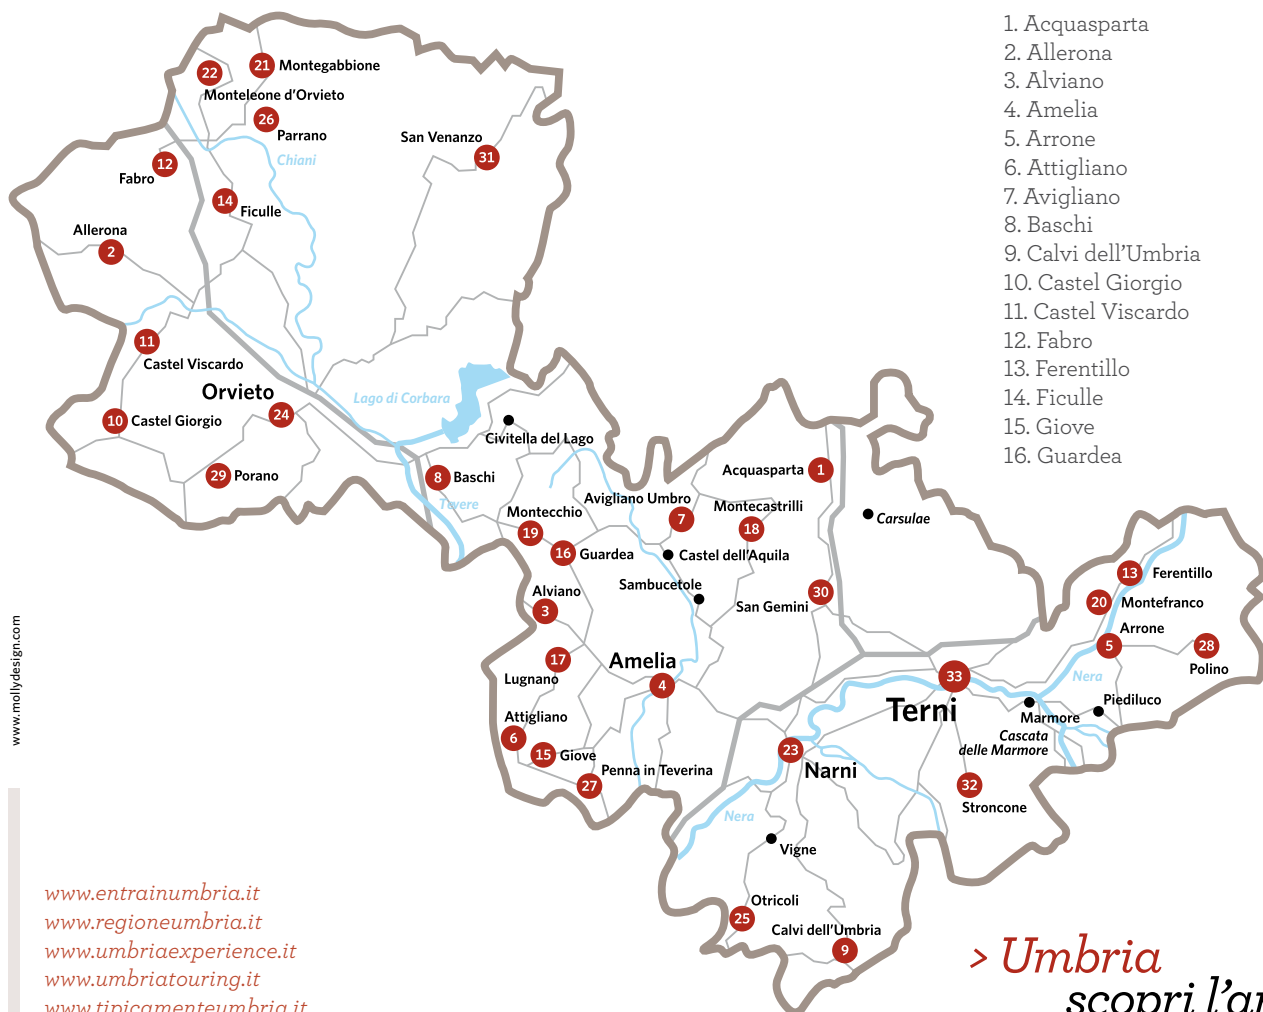 1. Acquasparta
2. Allerona
3. Alviano
4. Amelia
5. Arrone
6. Attigliano
7. Avigliano
8. Baschi
9. Calvi dell’Umbria
10. Castel Giorgio
11. Castel Viscardo
12. Fabro
13. Ferentillo
14. Ficulle
15. Giove
16. Guardea
21 Montegabbione
22
Monteleone d’Orvieto
26
Parrano
San Venanzo
31
Chiani
12
Fabro
14
Ficulle
Allerona
2
11
Castel Viscardo
Orvieto
24
Lago di Corbara
10 Castel Giorgio
Civitella del Lago
29 Porano
8 Baschi
Tevere
Acquasparta 1
Avigliano Umbro
7
Montecastrilli
18
Montecchio
19
16 Guardea
Castel dell’Aquila
Carsulae
Sambucetole
Alviano
3
San Gemini
30
13 Ferentillo
20 Montefranco
Arrone
5
28
Polino
17
Lugnano
Amelia
4
33
Terni
Nera
Piediluco
Marmore
Cascata
delle Marmore
Attigliano
6
15 Giove
Penna in Teverina
27
23
Narni
32
Stroncone
Nera
Vigne
Otricoli
25
Calvi dell’Umbria
9
www.mollydesign.com
www.entrainumbria.it
www.regioneumbria.it
www.umbriaexperience.it
www.umbriatouring.it
www.tipicamenteumbria.it
> Umbria
scopri l’ar